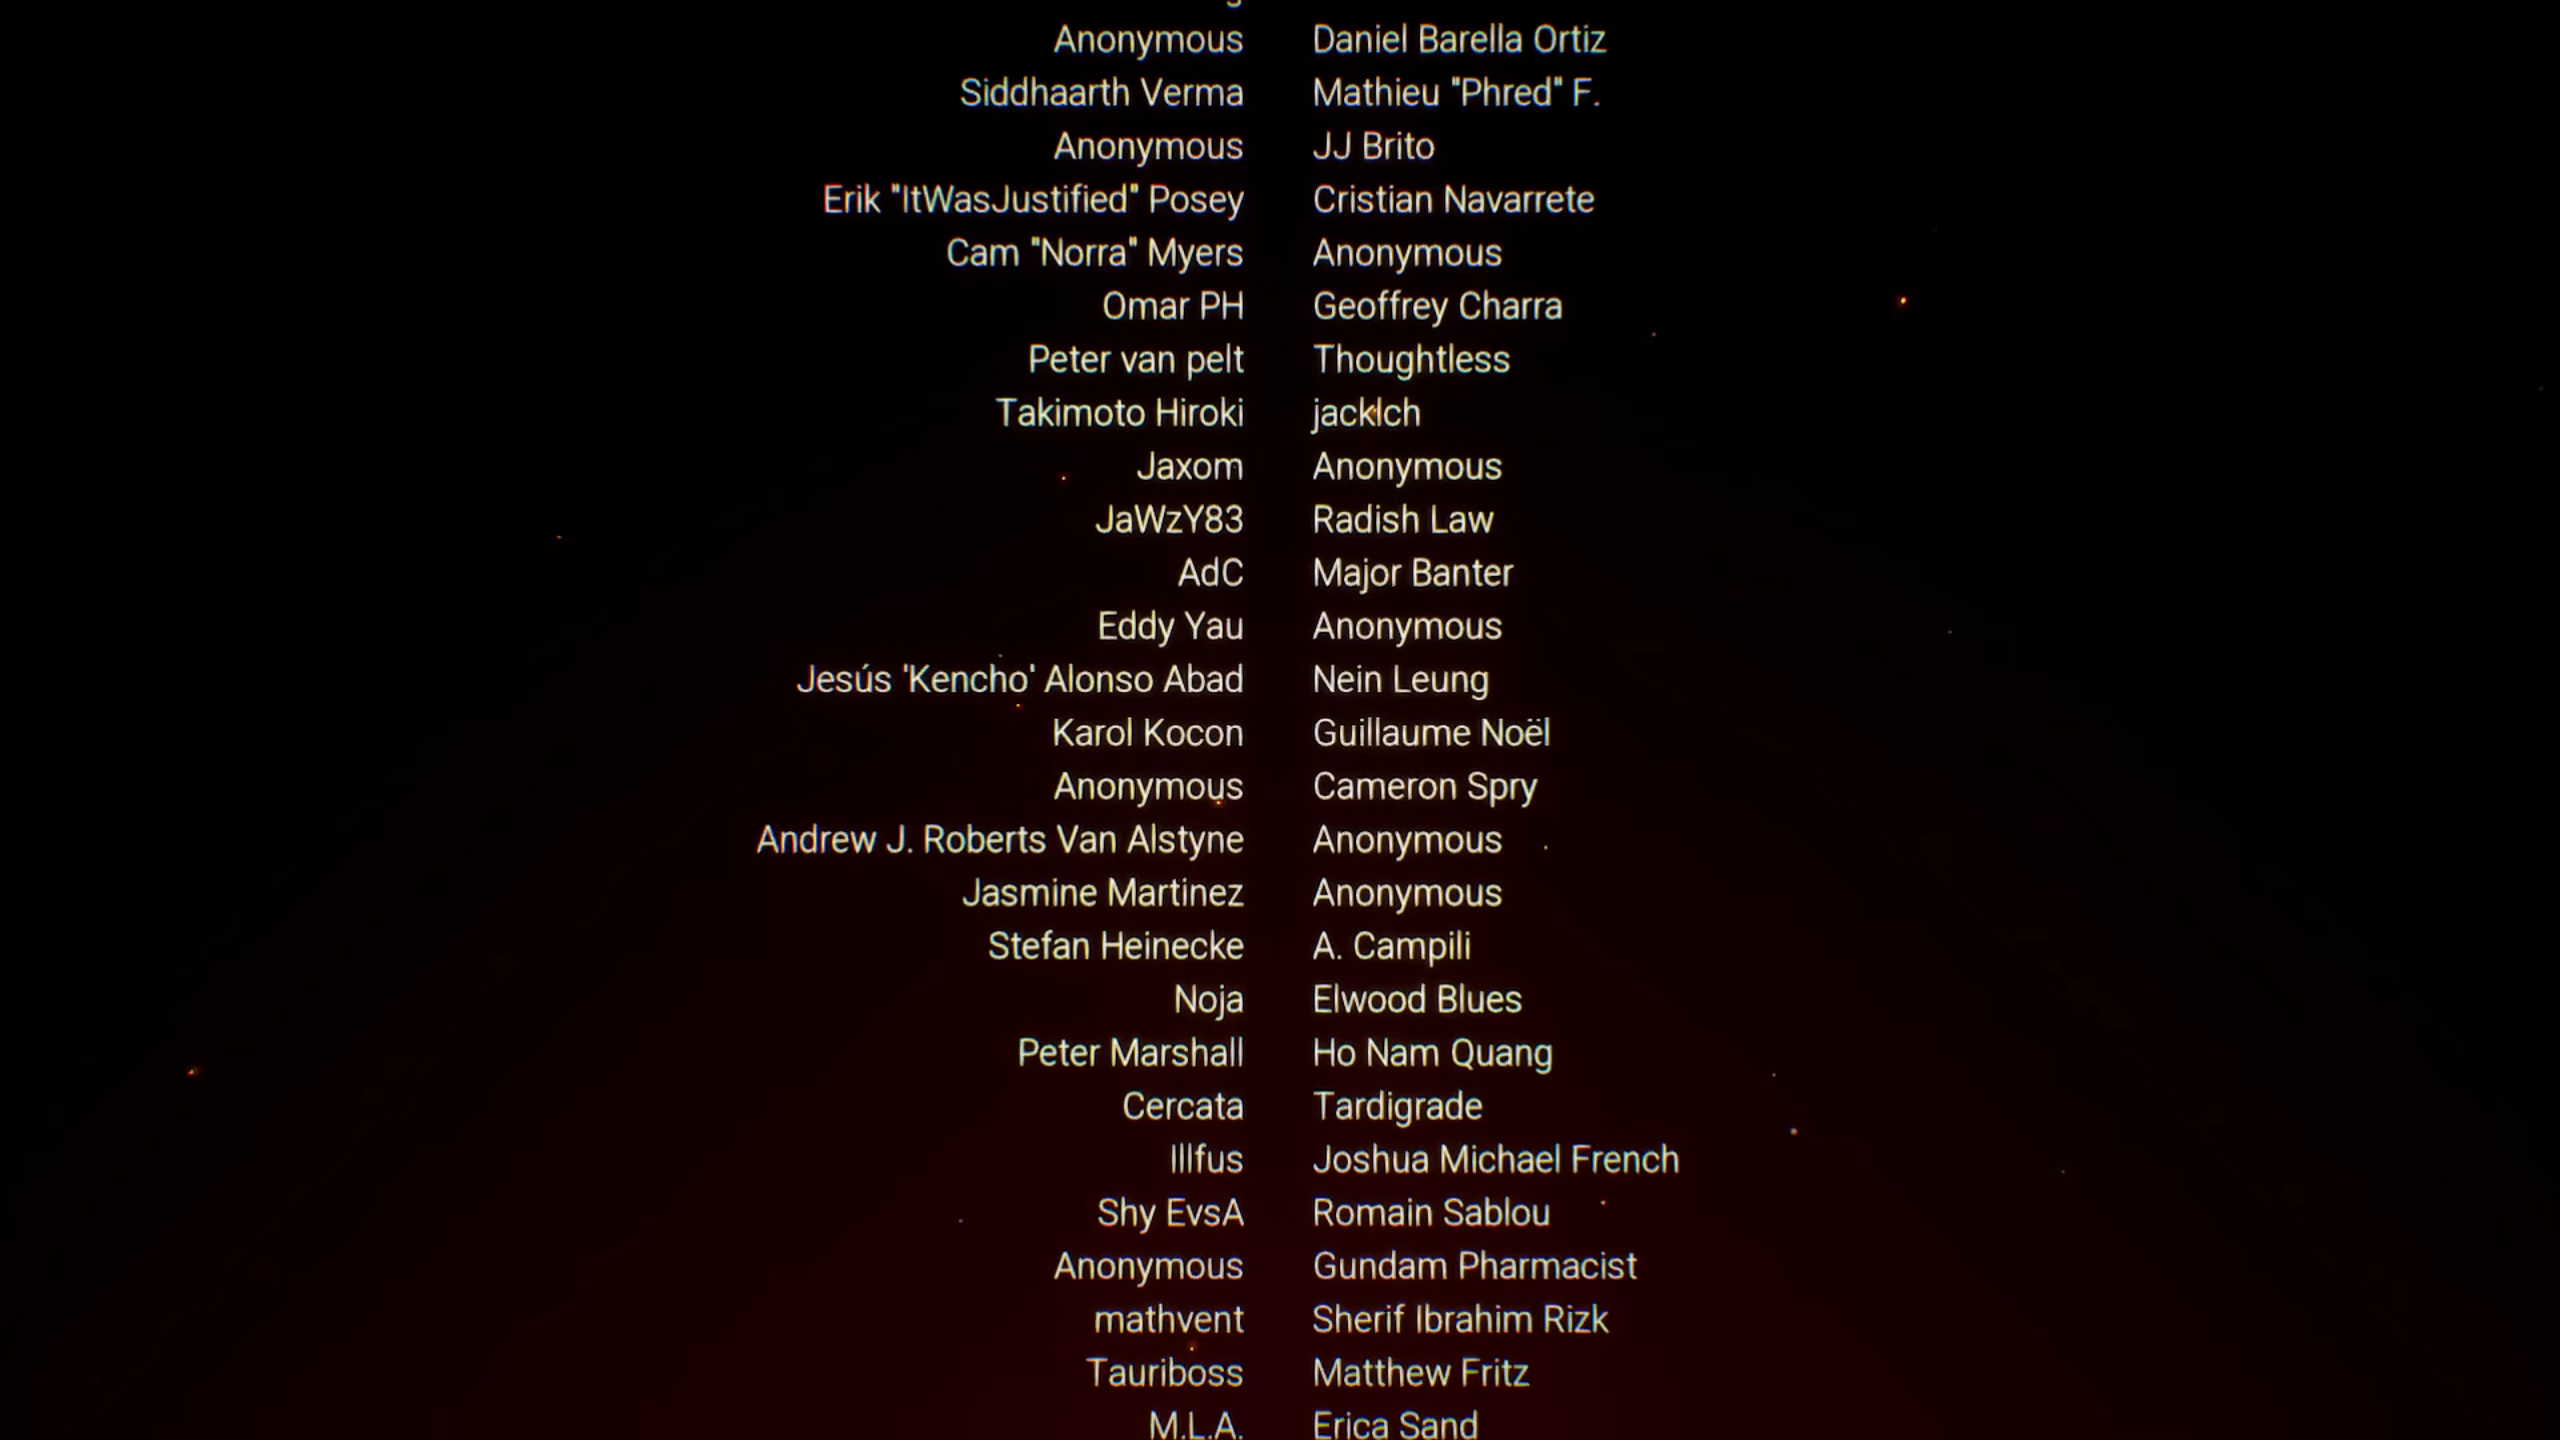 Anonymous Daniel Barella Ortiz
Siddhaarth Verma Mathieu "Phred" F.
Anonymous JJ Brito
Erik "ItWasJustified" Posey Cristian Navarrete
Cam "Norra" Myers Anonymous
Omar PH Geoffrey Charra
Peter van pelt Thoughtless
Takimoto Hiroki jacklch
Jaxom Anonymous
JaWzY83 Radish Law
AdC Major Banter
Eddy Yau Anonymous
Jesús 'Kencho' Alonso Abad Nein Leung
Karol Kocon Guillaume Noël
Anonymous Cameron Spry
Andrew J. Roberts Van Alstyne Anonymous
Jasmine Martinez Anonymous
Stefan Heinecke A. Campili
Noja Elwood Blues
Peter Marshall Ho Nam Quang
Cercata Tardigrade
Illfus Joshua Michael French
Shy EvsA Romain Sablou
Anonymous Gundam Pharmacist
mathvent Sherif Ibrahim Rizk
Tauriboss Matthew Fritz
M.L.A. Erica Sand